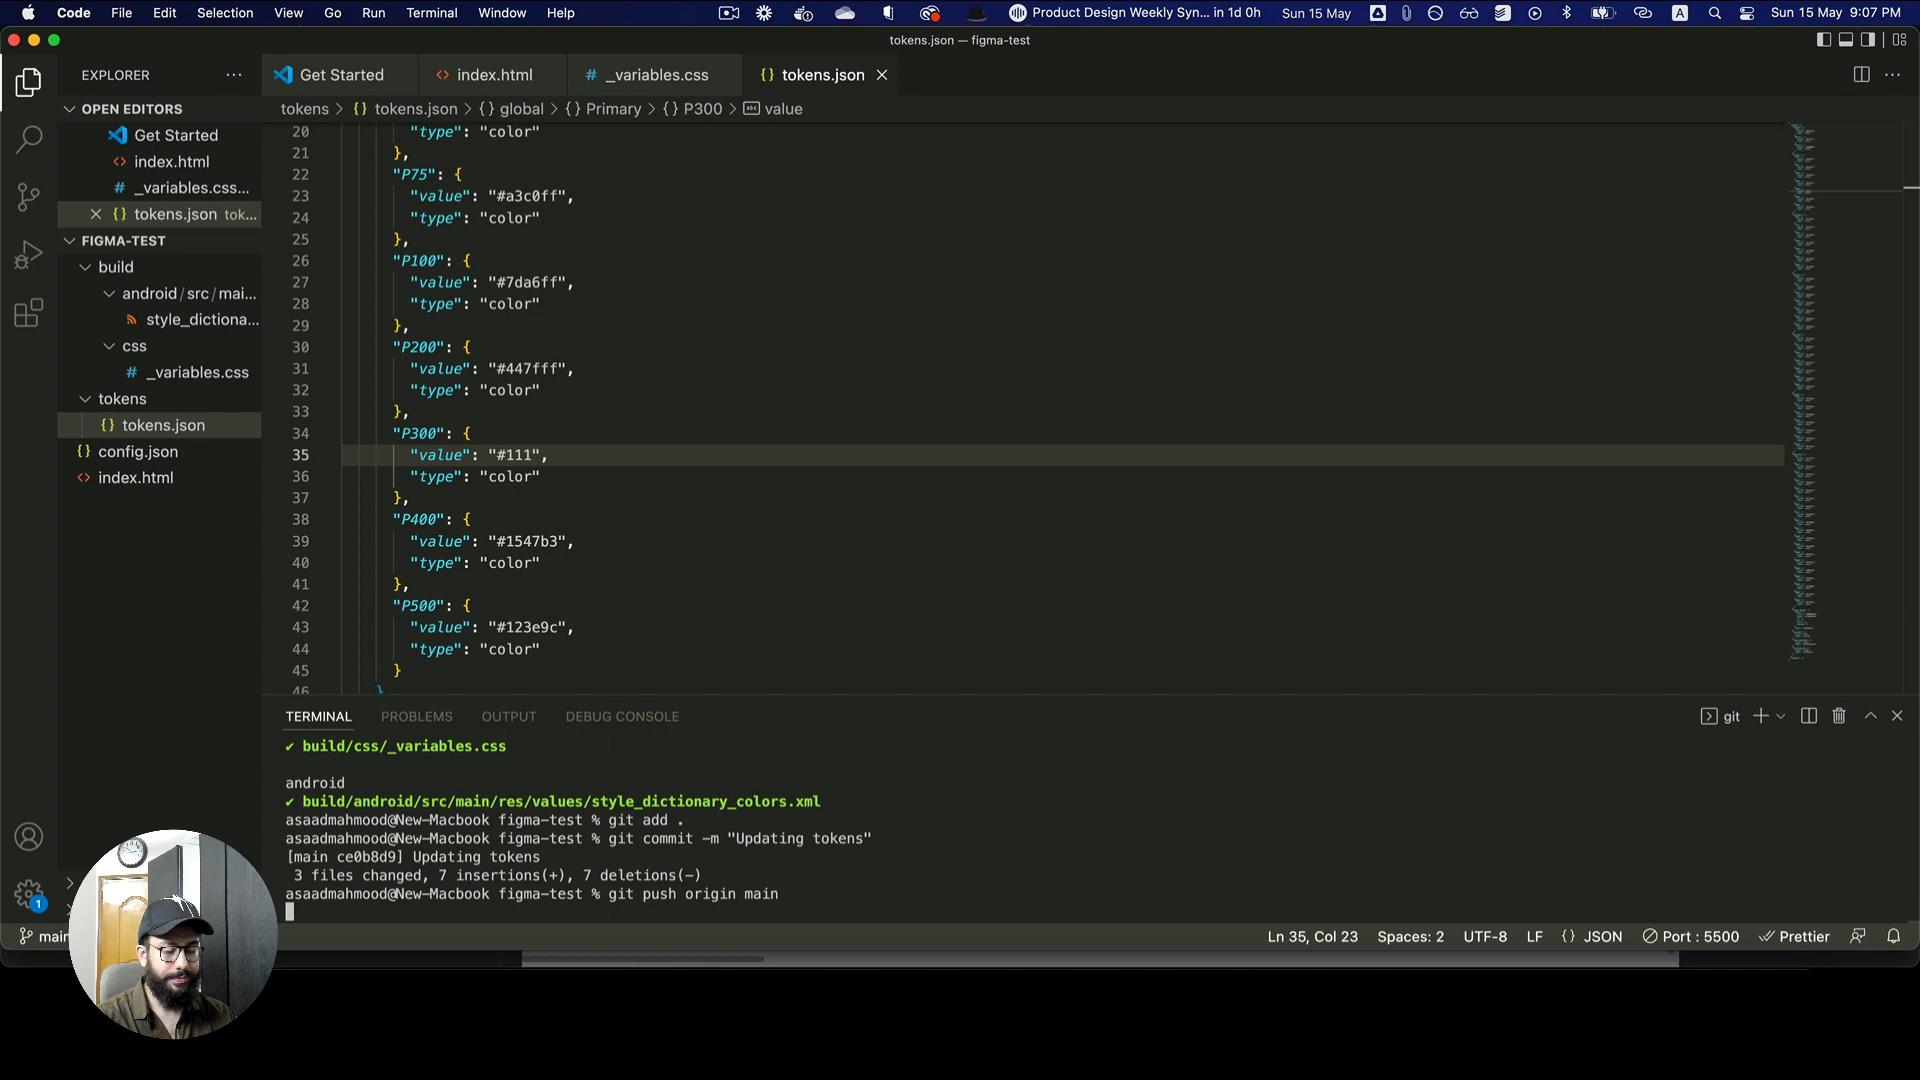 Code File Edit Selection View Go Run Terminal Window Help
Product Design Weekly Syn... in 1d 0h Sun 15 May A Sun 15 May 9:07 PM
tokens.json — figma-test
EXPLORER
Get Started
index.html
_variables.css
tokens.json
tokens > tokens.json > global > Primary > P300 > value
OPEN EDITORS
Get Started
index.html
_variables.css...
tokens.json tok...
FIGMA-TEST
build
android/src/mai...
style_dictiona...
css
_variables.css
tokens
tokens.json
config.json
index.html
20 "type": "color"
21 },
22 "P75": {
23 "value": "#a3c0ff",
24 "type": "color"
25 },
26 "P100": {
27 "value": "#7da6ff",
28 "type": "color"
29 },
30 "P200": {
31 "value": "#447fff",
32 "type": "color"
33 },
34 "P300": {
35 "value": "#111",
36 "type": "color"
37 },
38 "P400": {
39 "value": "#1547b3",
40 "type": "color"
41 },
42 "P500": {
43 "value": "#123e9c",
44 "type": "color"
45 }
46 }
TERMINAL PROBLEMS OUTPUT DEBUG CONSOLE git
✔ build/css/_variables.css
android
✔ build/android/src/main/res/values/style_dictionary_colors.xml
asaadmahmood@New-Macbook figma-test % git add .
asaadmahmood@New-Macbook figma-test % git commit -m "Updating tokens"
[main ce0b8d9] Updating tokens
3 files changed, 7 insertions(+), 7 deletions(-)
asaadmahmood@New-Macbook figma-test % git push origin main
1
main
Ln 35, Col 23 Spaces: 2 UTF-8 LF {} JSON Port : 5500 Prettier